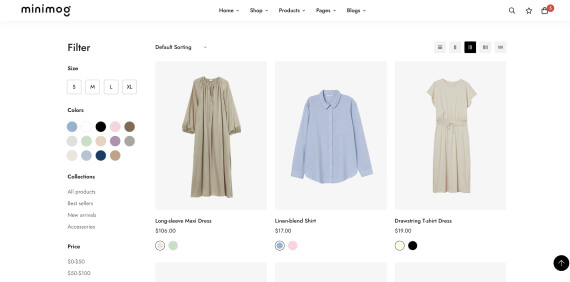 minimog
Home Shop Products Pages Blogs
Filter
Default Sorting
Size
S M L XL
Colors
Collections
All products
Best sellers
New arrivals
Accessories
Price
$0-$50
$50-$100
Long-sleeve Maxi Dress
$106.00
Linen-blend Shirt
$17.00
Drawstring T-shirt Dress
$19.00